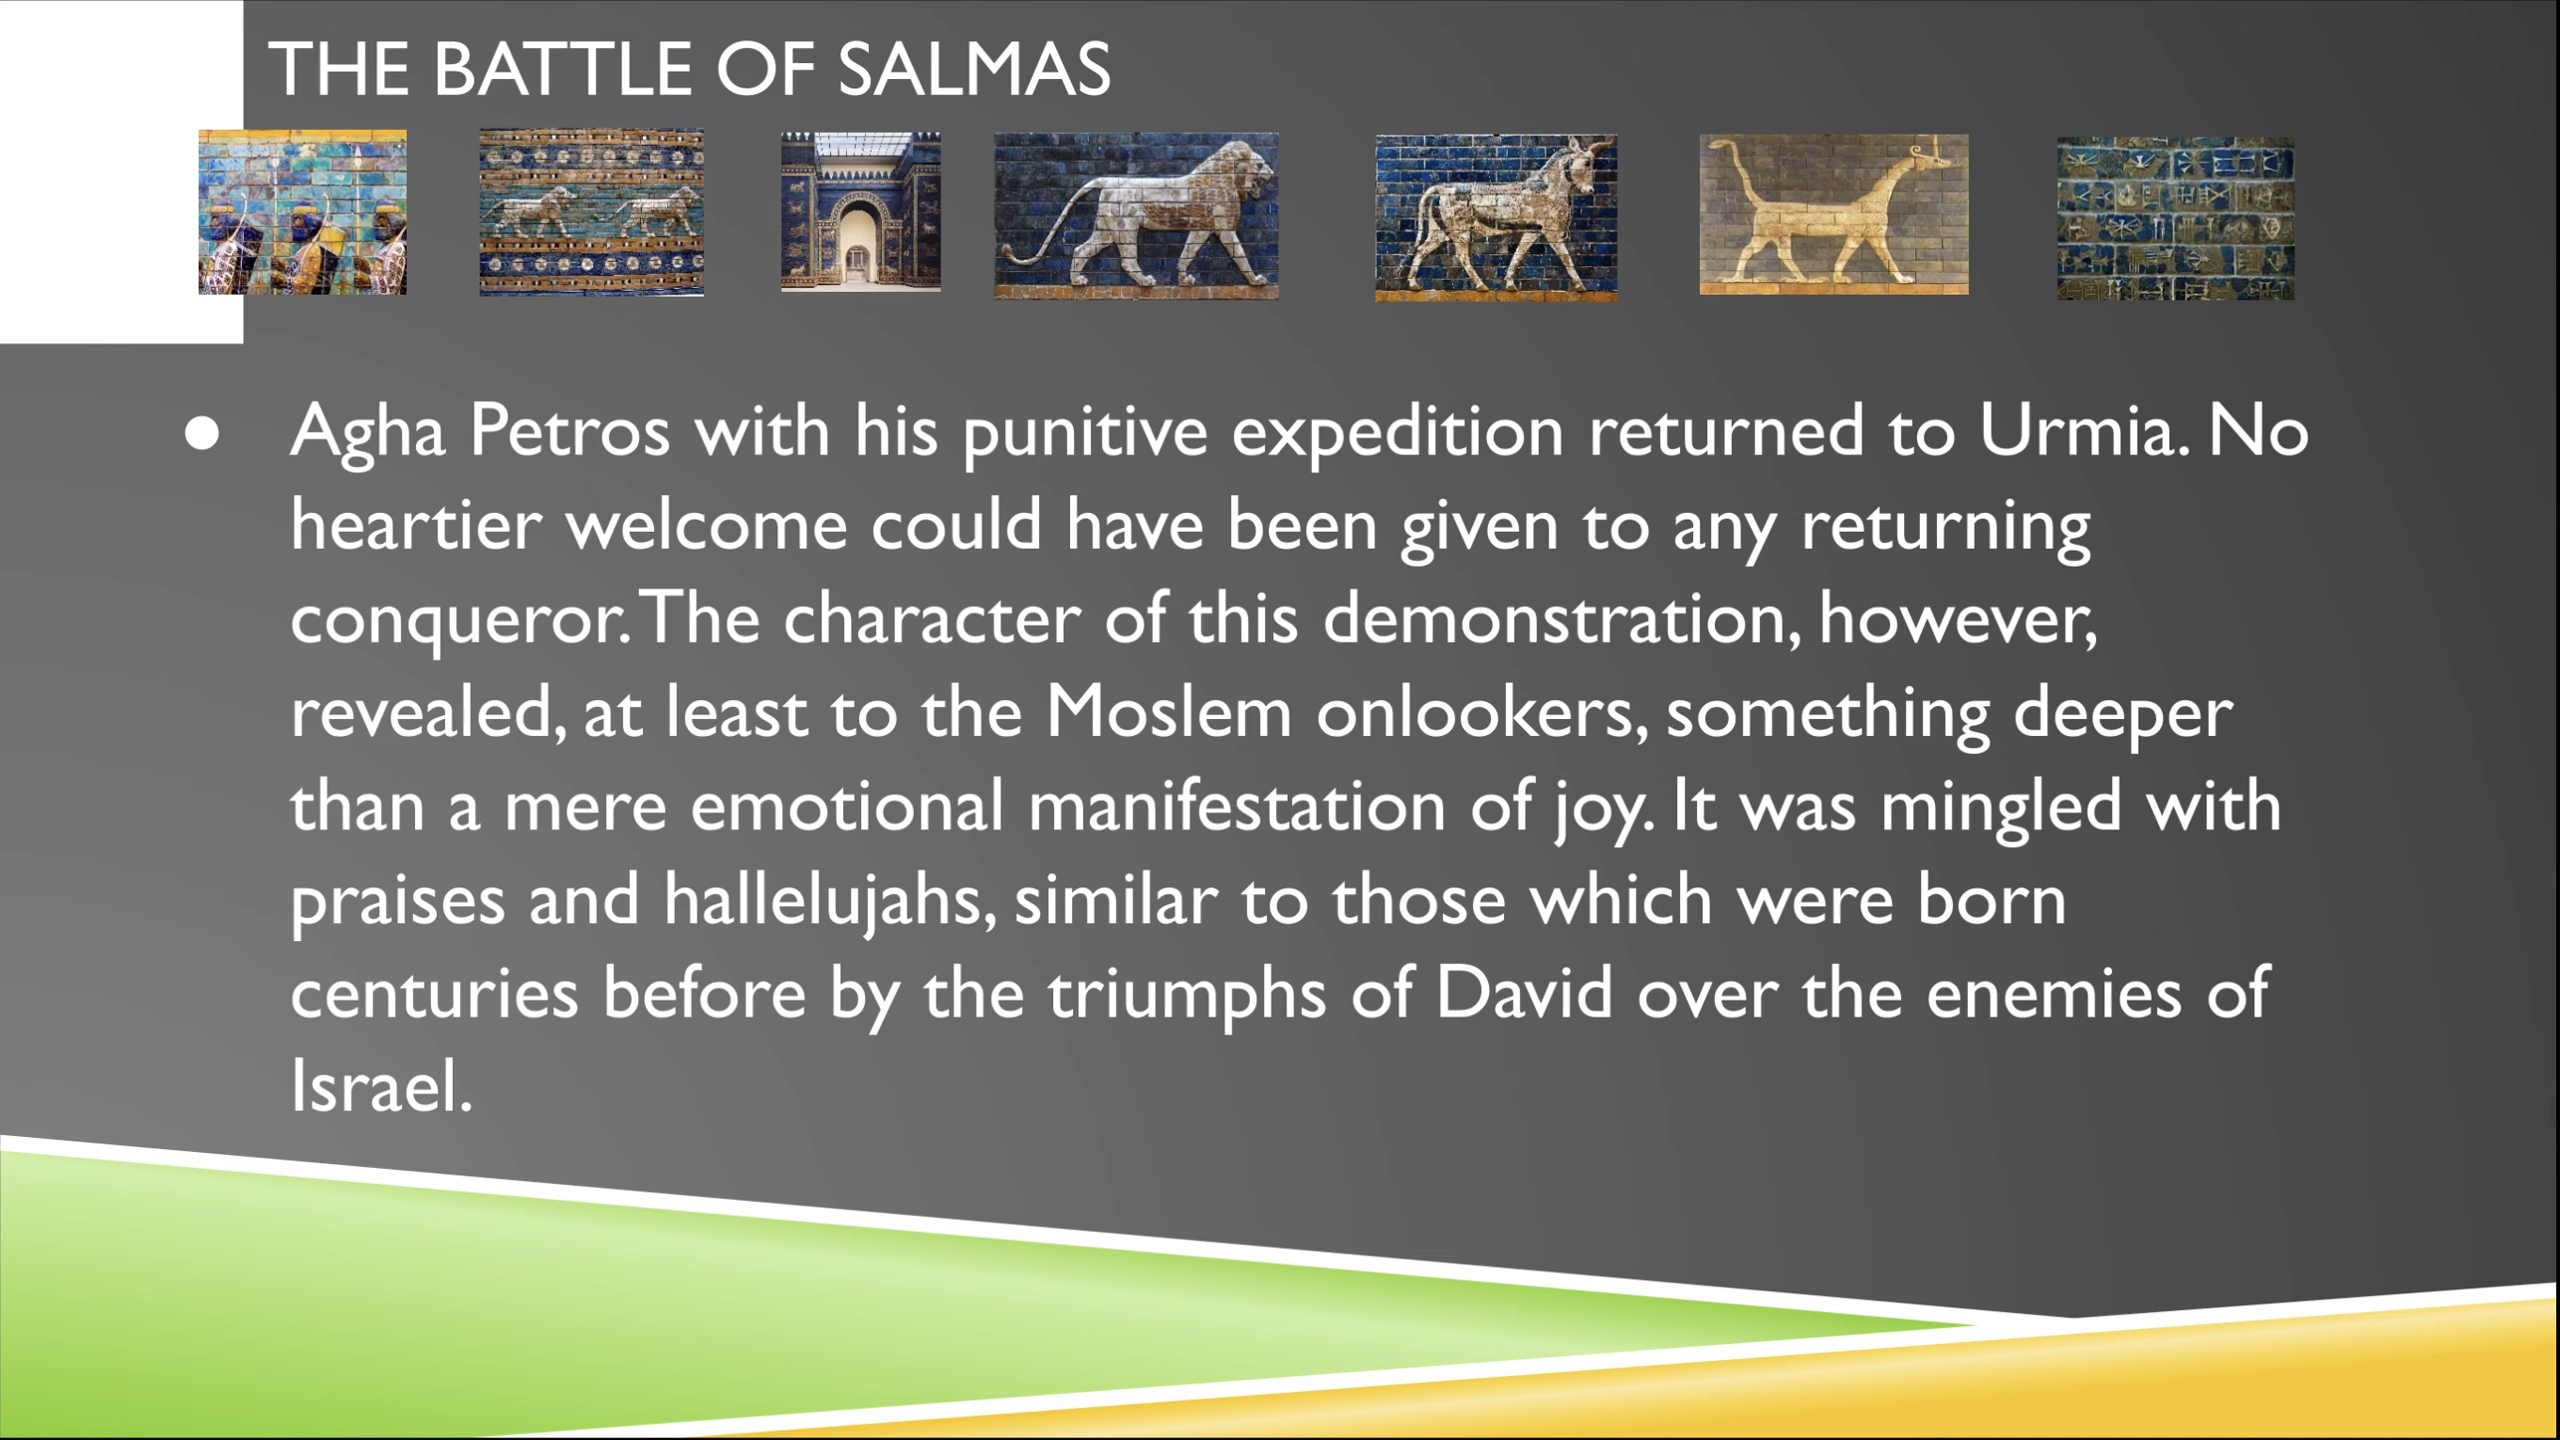 THE BATTLE OF SALMAS
● Agha Petros with his punitive expedition returned to Urmia. No
heartier welcome could have been given to any returning
conqueror. The character of this demonstration, however,
revealed, at least to the Moslem onlookers, something deeper
than a mere emotional manifestation of joy. It was mingled with
praises and hallelujahs, similar to those which were born
centuries before by the triumphs of David over the enemies of
Israel.